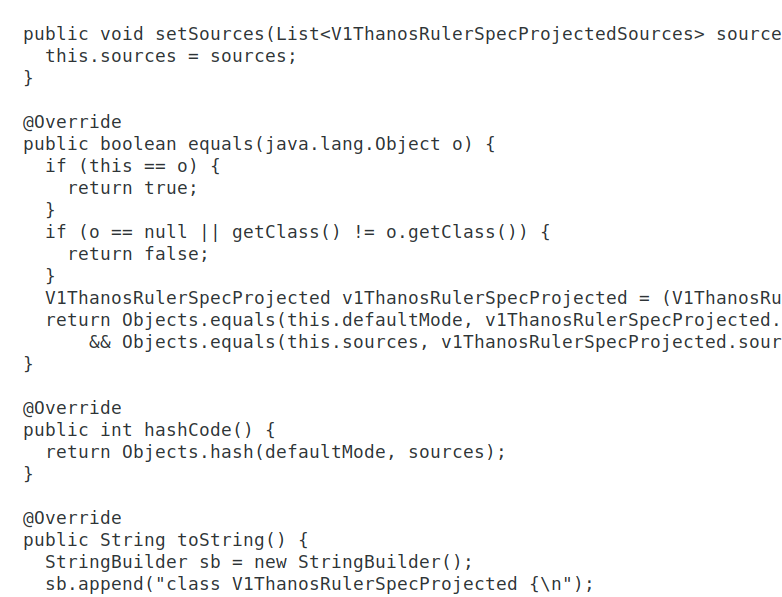 public void setSources(List<V1ThanosRulerSpecProjectedSources> source
this.sources = sources;
}
@Override
public boolean equals(java.lang.Object o) {
if (this == o) {
return true;
}
if (o == null || getClass() != o.getClass()) {
return false;
}
V1ThanosRulerSpecProjected v1ThanosRulerSpecProjected = (V1ThanosRu
return Objects.equals(this.defaultMode, v1ThanosRulerSpecProjected.
&& Objects.equals(this.sources, v1ThanosRulerSpecProjected.sour
}
@Override
public int hashCode() {
return Objects.hash(defaultMode, sources);
}
@Override
public String toString() {
StringBuilder sb = new StringBuilder();
sb.append("class V1ThanosRulerSpecProjected {\n");